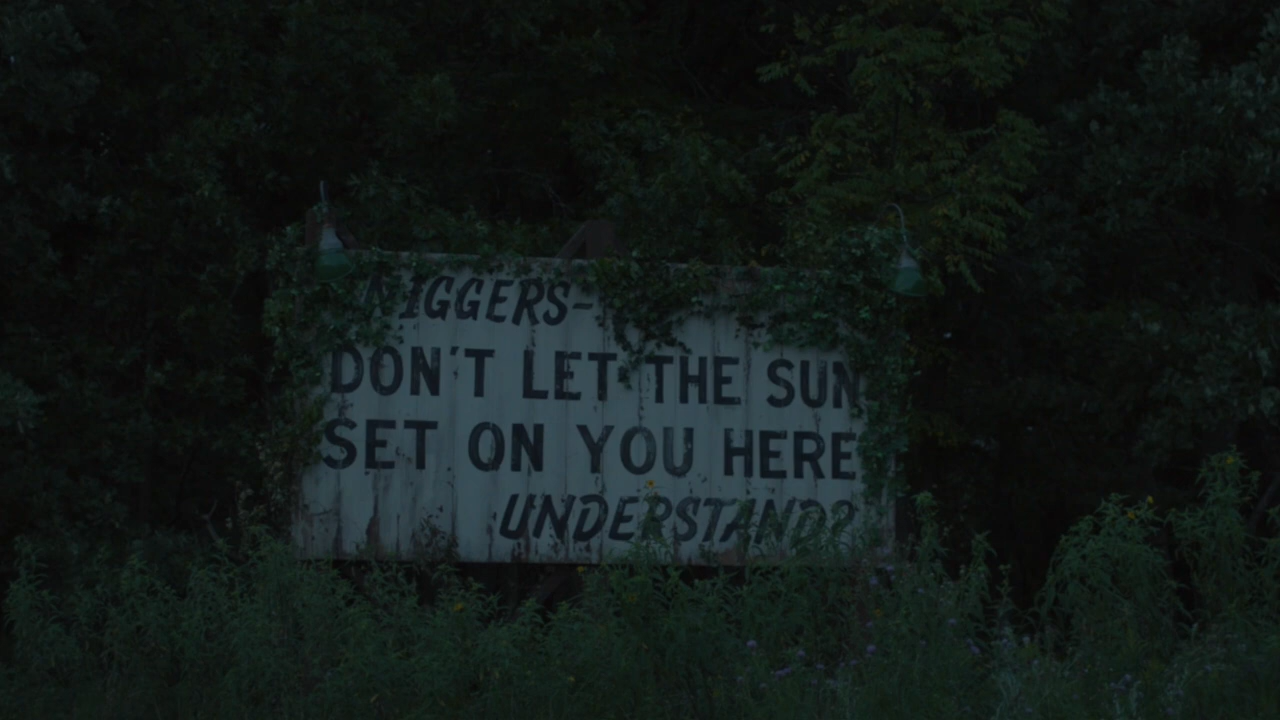 NIGGERS-
DON'T LET THE SUN
SET ON YOU HERE
UNDERSTAND?